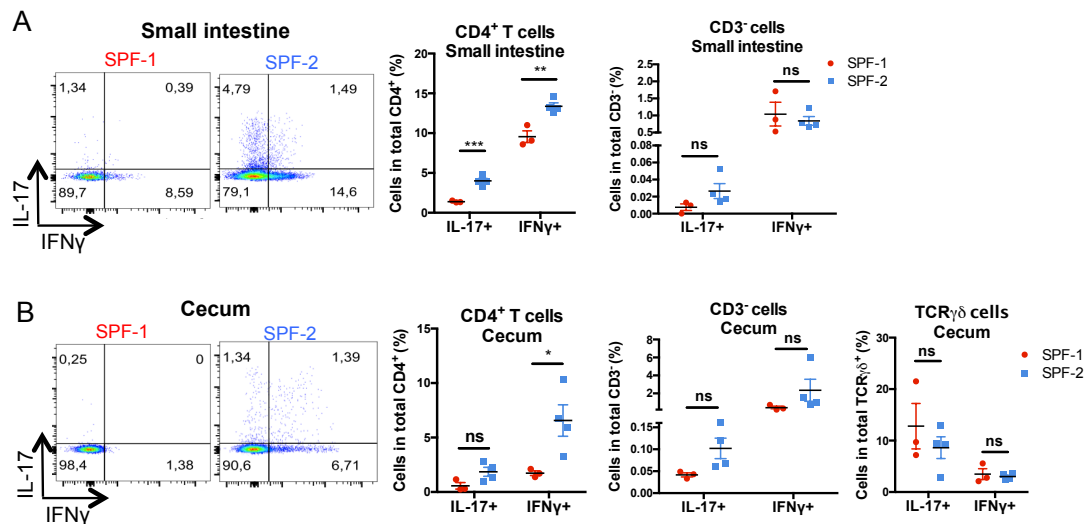 A
Small intestine
SPF-1
SPF-2
1,34
0,39
89,7
8,59
4,79
1,49
79,1
14,6
IL-17
IFNγ
CD4⁺ T cells
Small intestine
Cells in total CD4⁺ (%)
20
15
10
5
0
***
**
IL-17+
IFNγ+
CD3⁻ cells
Small intestine
Cells in total CD3⁻ (%)
2.5
2.0
1.5
1.0
0.5
0.08
0.06
0.04
0.02
0.00
ns
ns
IL-17+
IFNγ+
SPF-1
SPF-2
B
Cecum
SPF-1
SPF-2
0,25
0
98,4
1,38
1,34
1,39
90,6
6,71
IL-17
IFNγ
CD4⁺ T cells
Cecum
Cells in total CD4⁺ (%)
15
10
5
0
ns
*
IL-17+
IFNγ+
CD3⁻ cells
Cecum
Cells in total CD3⁻ (%)
8
6
4
2
0.20
0.15
0.10
0.05
0.00
ns
ns
IL-17+
IFNγ+
TCRγδ cells
Cecum
Cells in total TCRγδ⁺ (%)
30
20
10
0
ns
ns
IL-17+
IFNγ+
SPF-1
SPF-2